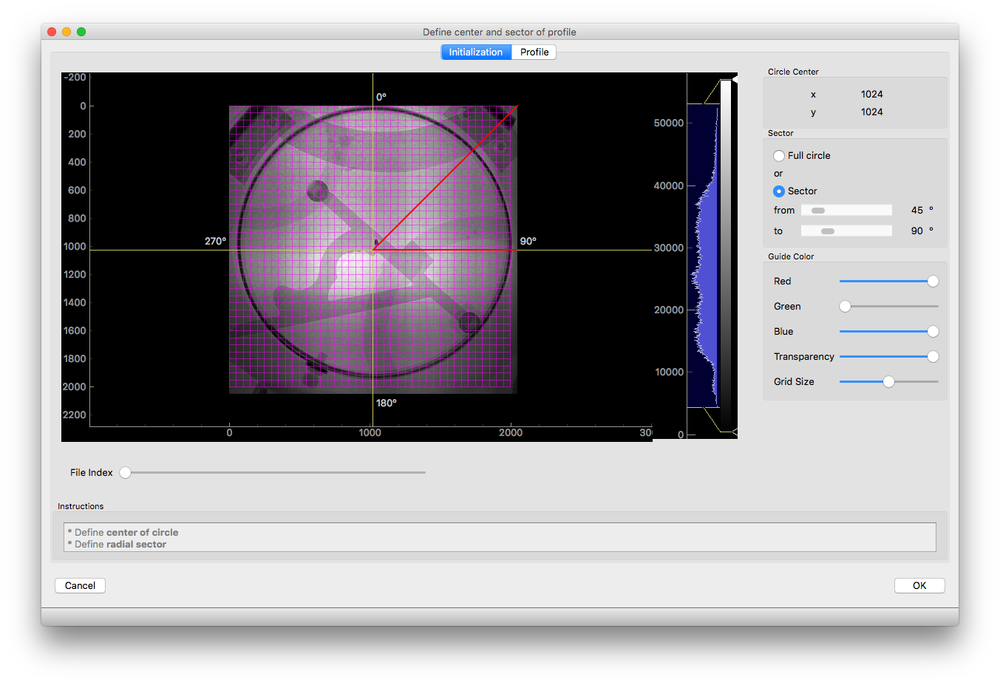 Define center and sector of profile
Initialization Profile
-200
0
200
400
600
800
1000
1200
1400
1600
1800
2000
2200
0 1000 2000 30
0°
90°
180°
270°
50000
40000
30000
20000
10000
0
Circle Center
x 1024
y 1024
Sector
Full circle
or
Sector
from 45 °
to 90 °
Guide Color
Red
Green
Blue
Transparency
Grid Size
File Index
Instructions
* Define center of circle
* Define radial sector
Cancel OK